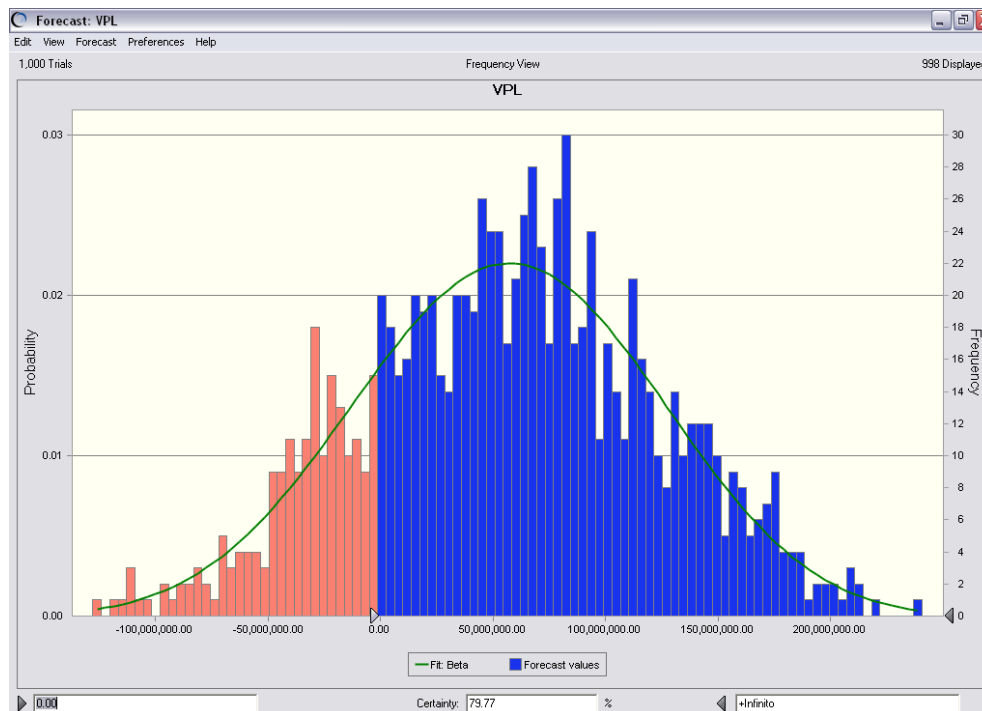 Forecast: VPL
Edit View Forecast Preferences Help
1,000 Trials Frequency View 998 Displayed
VPL
0.03
0.02
0.01
0.00
Probability
30
28
26
24
22
20
18
16
14
12
10
8
6
4
2
0
Frequency
-100,000,000.00 -50,000,000.00 0.00 50,000,000.00 100,000,000.00 150,000,000.00 200,000,000.00
Fit: Beta Forecast values
0.00 Certainty: 79.77 % +Infinito